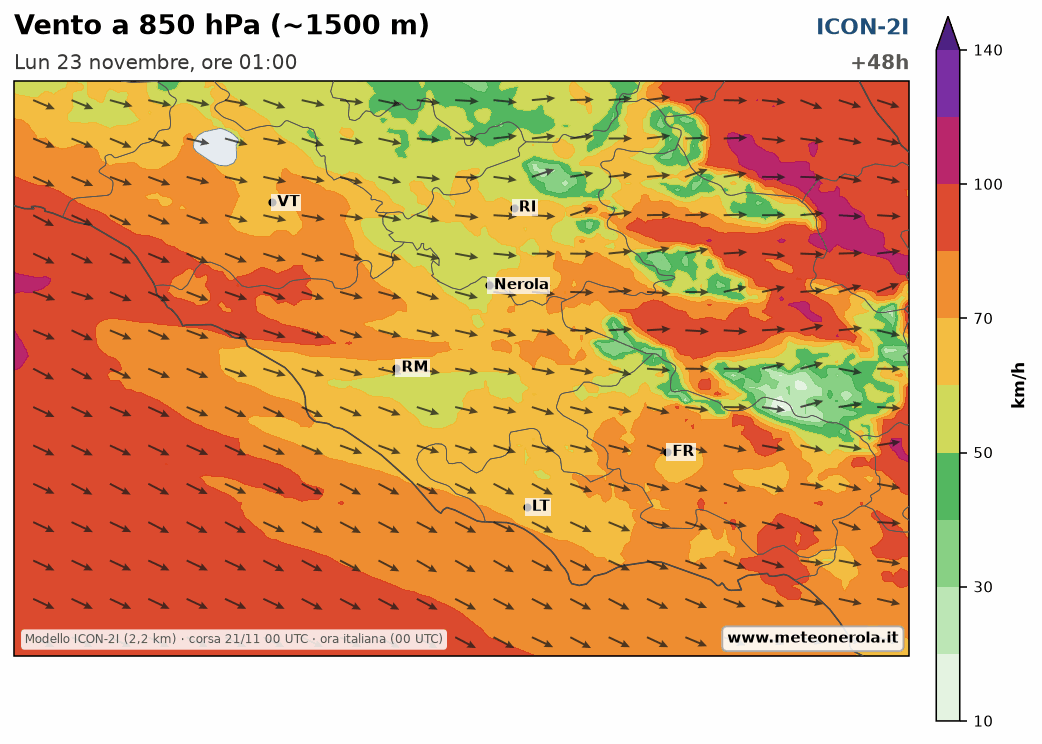 Vento a 850 hPa (~1500 m)
ICON-2I
Lun 23 novembre, ore 01:00
+48h
VT
RI
Nerola
RM
FR
LT
Modello ICON-2I (2,2 km) · corsa 21/11 00 UTC · ora italiana (00 UTC)
www.meteonerola.it
140
100
70
50
30
10
km/h